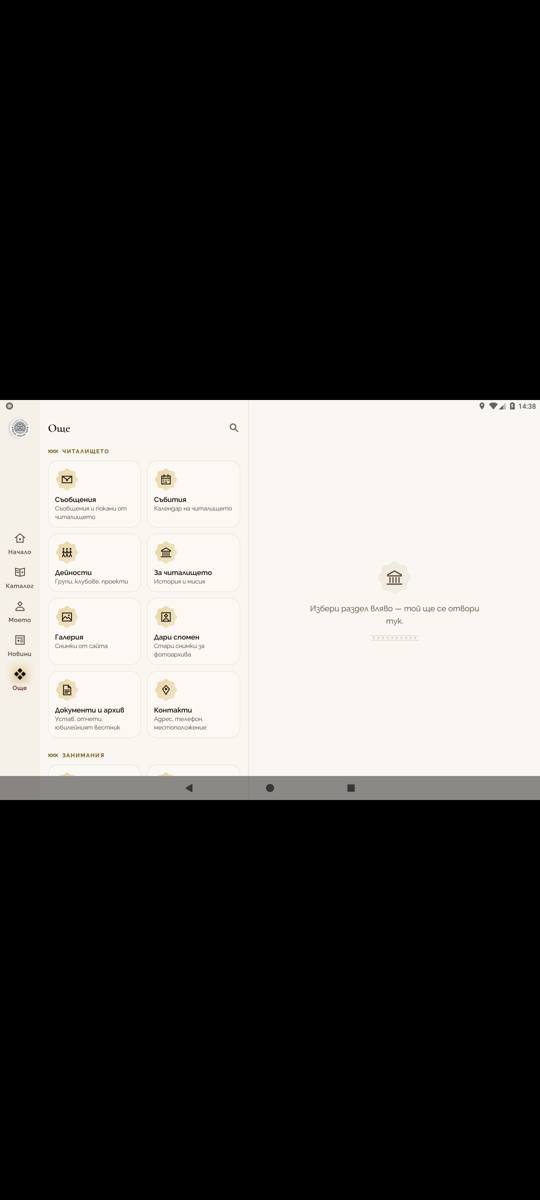 14:38
Още
ЧИТАЛИЩЕТО
Съобщения
Съобщения и покани от
читалището
Събития
Календар на читалището
Дейности
Групи, клубове, проекти
За читалището
История и мисия
Галерия
Снимки от сайта
Дари спомен
Стари снимки за
фотоархива
Документи и архив
Устав, отчети,
юбилейният вестник
Контакти
Адрес, телефон,
местоположение
ЗАНИМАНИЯ
Начало
Каталог
Моето
Новини
Още
Избери раздел вляво — той ще се отвори
тук.